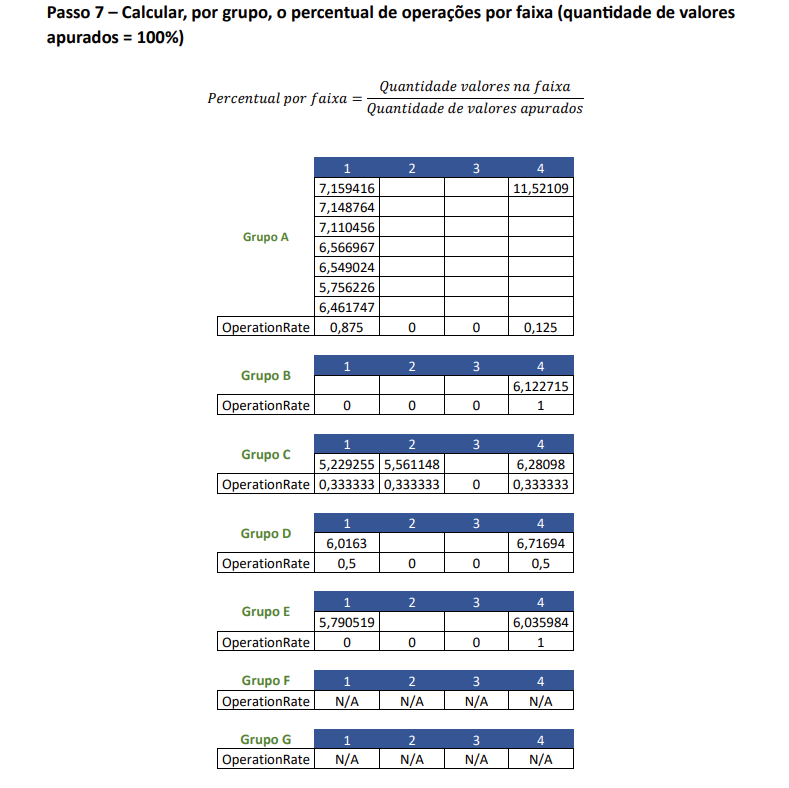 Passo 7 – Calcular, por grupo, o percentual de operações por faixa (quantidade de valores
apurados = 100%)
Percentual por faixa = Quantidade valores na faixa
Quantidade de valores apurados
1 2 3 4
7,159416 11,52109
7,148764
7,110456
Grupo A
6,566967
6,549024
5,756226
6,461747
OperationRate 0,875 0 0 0,125
1 2 3 4
Grupo B
6,122715
OperationRate 0 0 0 1
1 2 3 4
Grupo C
5,229255 5,561148 6,28098
OperationRate 0,333333 0,333333 0 0,333333
1 2 3 4
Grupo D
6,0163 6,71694
OperationRate 0,5 0 0 0,5
1 2 3 4
Grupo E
5,790519 6,035984
OperationRate 0 0 0 1
Grupo F 1 2 3 4
OperationRate N/A N/A N/A N/A
Grupo G 1 2 3 4
OperationRate N/A N/A N/A N/A